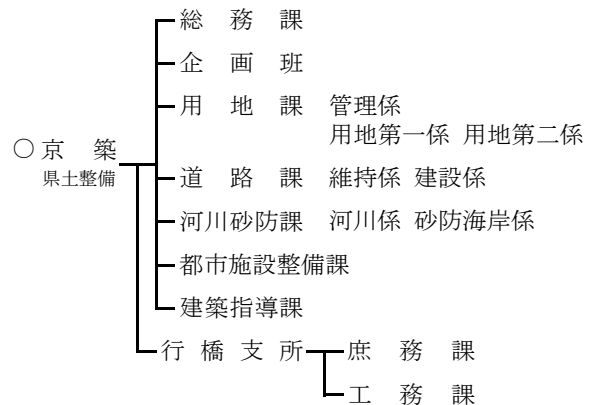 総務課
企画班
用地課 管理係
用地第一係 用地第二係
○京築
県土整備
道路課 維持係 建設係
河川砂防課 河川係 砂防海岸係
都市施設整備課
建築指導課
行橋支所 庶務課
工務課